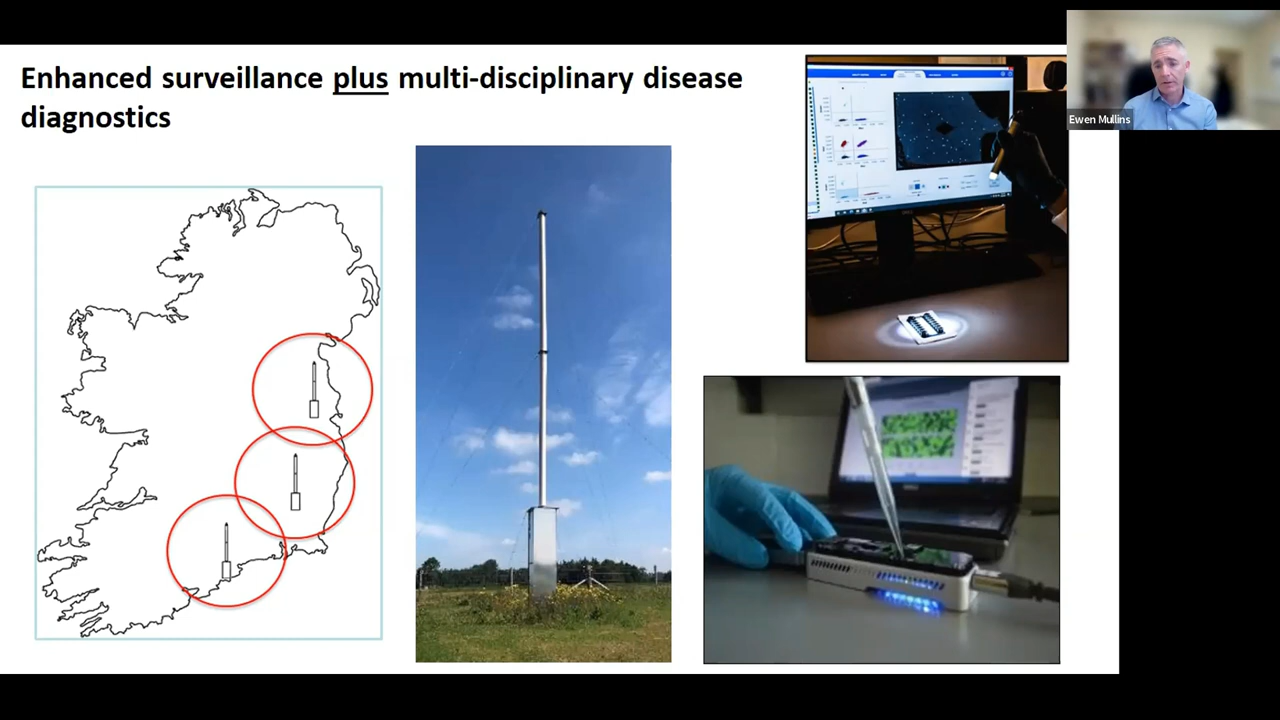 Enhanced surveillance plus multi-disciplinary disease
diagnostics
Ewen Mullins